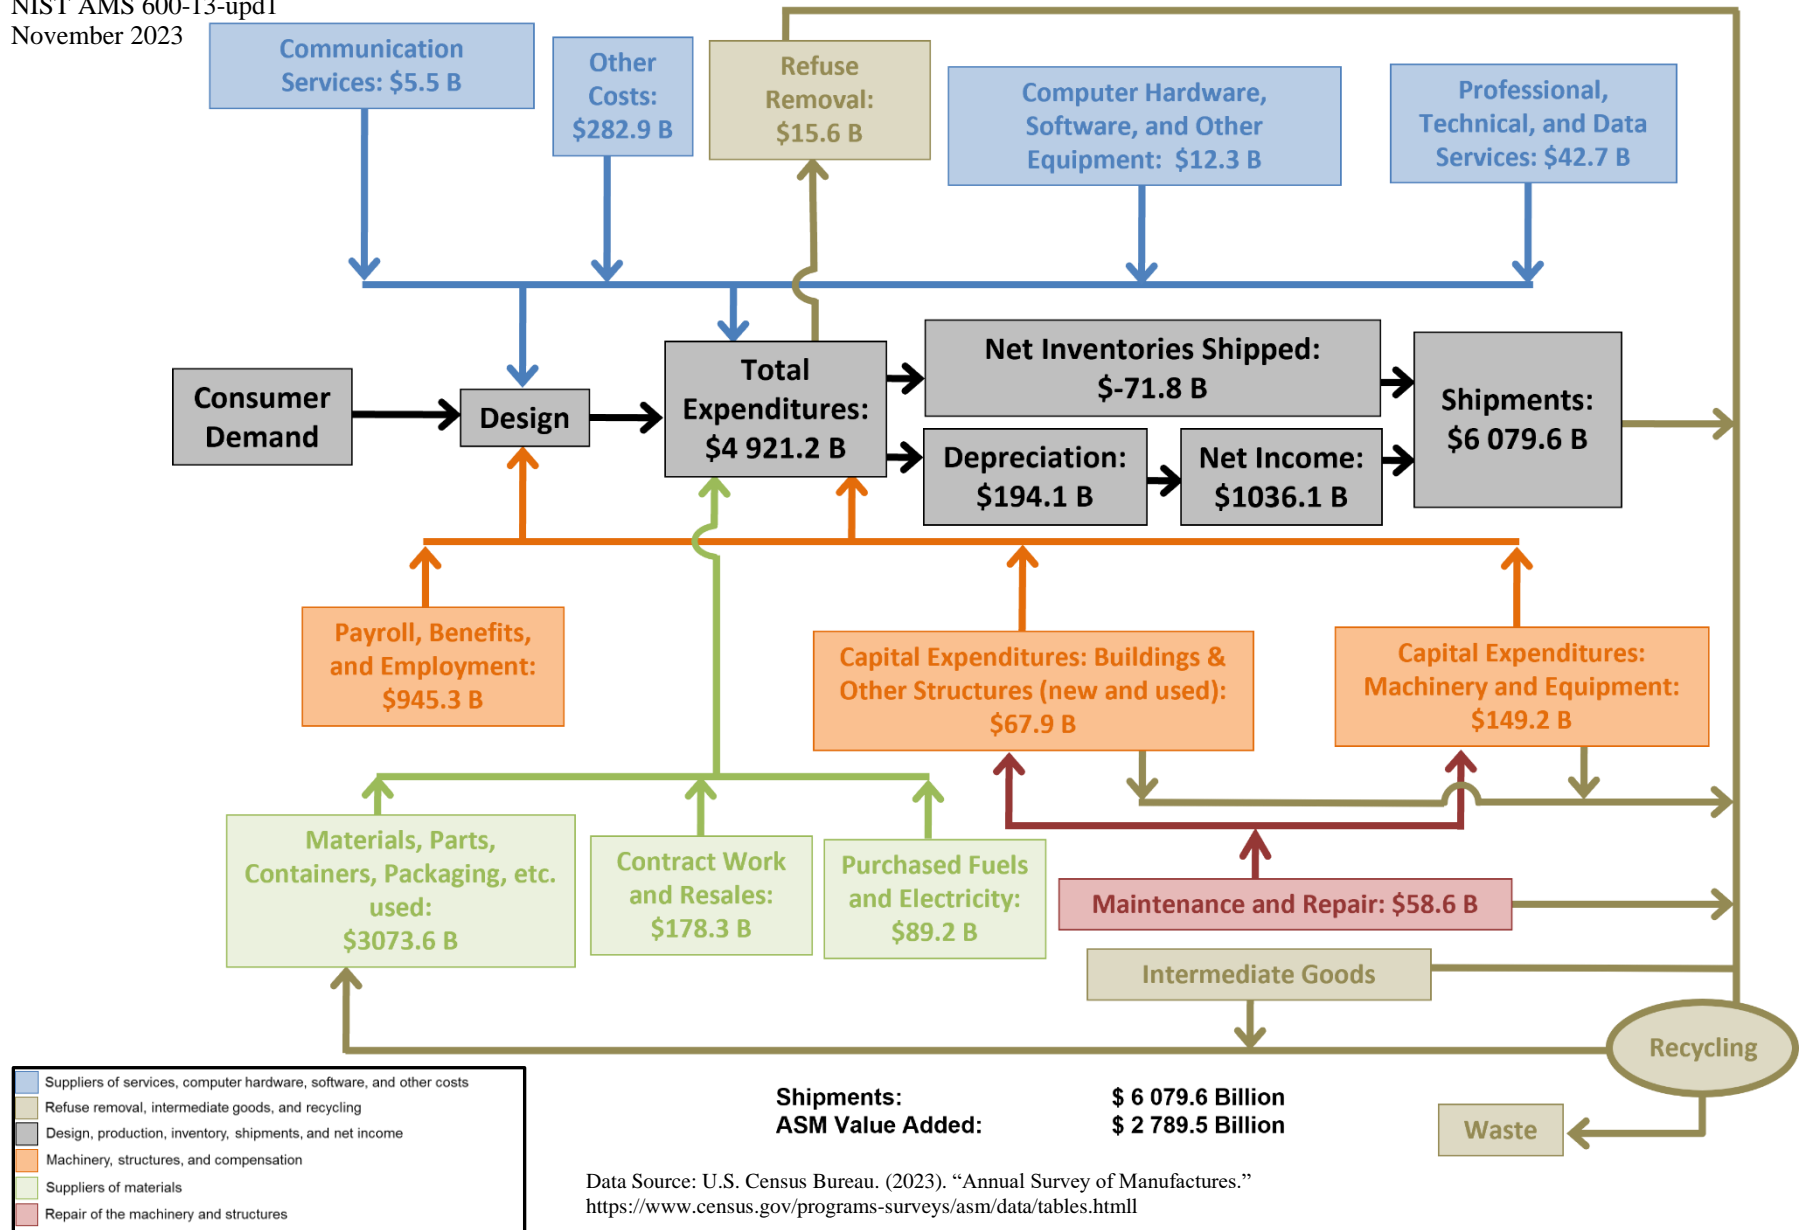 NIST AMS 600-13-upd1
November 2023
Communication
Services: $5.5 B
Other
Costs:
$282.9 B
Refuse
Removal:
$15.6 B
Computer Hardware,
Software, and Other
Equipment: $12.3 B
Professional,
Technical, and Data
Services: $42.7 B
Consumer
Demand
Design
Total
Expenditures:
$4 921.2 B
Net Inventories Shipped:
$-71.8 B
Depreciation:
$194.1 B
Net Income:
$1036.1 B
Shipments:
$6 079.6 B
Payroll, Benefits,
and Employment:
$945.3 B
Capital Expenditures: Buildings &
Other Structures (new and used):
$67.9 B
Capital Expenditures:
Machinery and Equipment:
$149.2 B
Materials, Parts,
Containers, Packaging, etc.
used:
$3073.6 B
Contract Work
and Resales:
$178.3 B
Purchased Fuels
and Electricity:
$89.2 B
Maintenance and Repair: $58.6 B
Intermediate Goods
Recycling
Waste
Suppliers of services, computer hardware, software, and other costs
Refuse removal, intermediate goods, and recycling
Design, production, inventory, shipments, and net income
Machinery, structures, and compensation
Suppliers of materials
Repair of the machinery and structures
Shipments: $ 6 079.6 Billion
ASM Value Added: $ 2 789.5 Billion
Data Source: U.S. Census Bureau. (2023). “Annual Survey of Manufactures.”
https://www.census.gov/programs-surveys/asm/data/tables.htmll